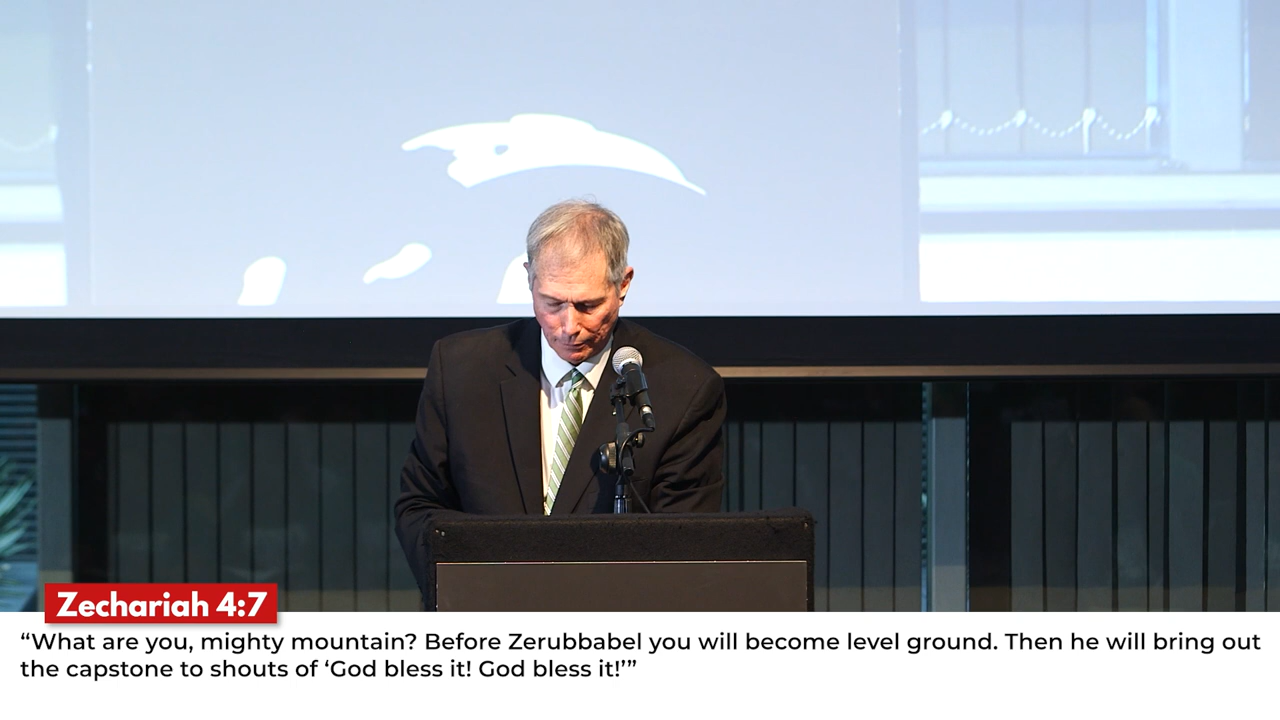 Zechariah 4:7
“What are you, mighty mountain? Before Zerubbabel you will become level ground. Then he will bring out
the capstone to shouts of ‘God bless it! God bless it!’”